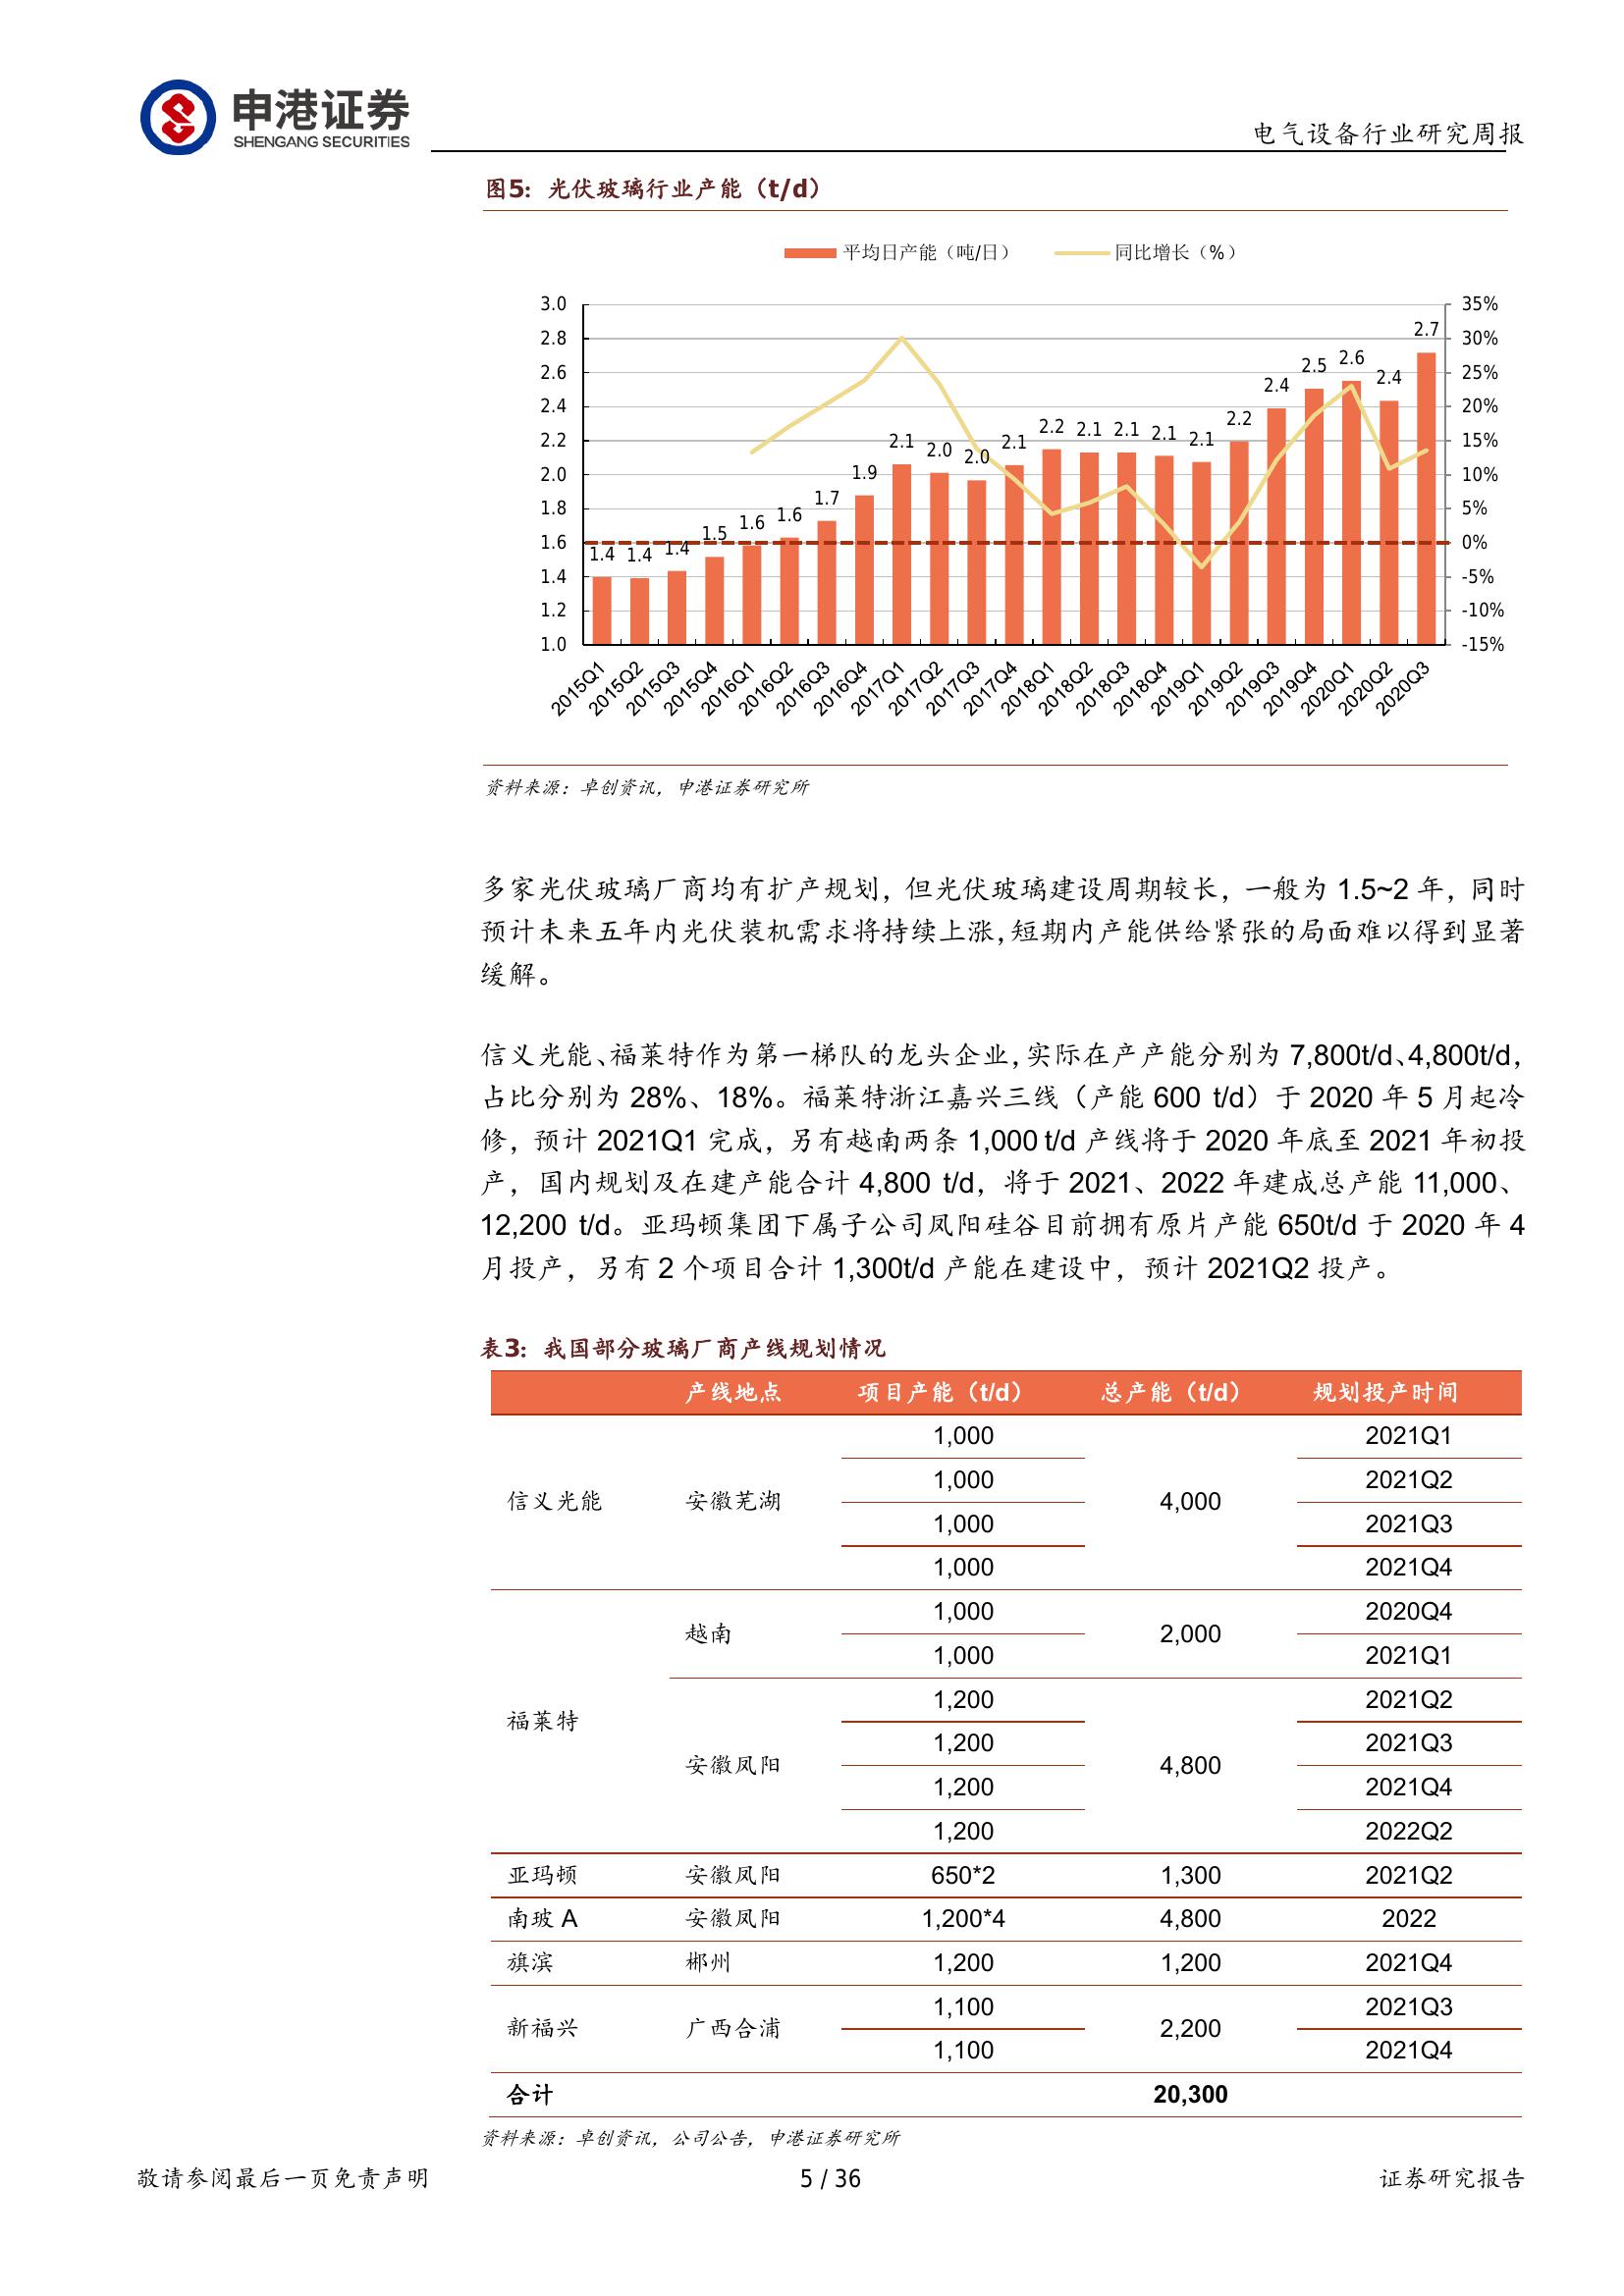 申港证券
SHENGANG SECURITIES
电气设备行业研究周报
图5：光伏玻璃行业产能（t/d）
平均日产能（吨/日） 同比增长（%）
3.0 35%
2.8 30%
2.6 25%
2.4 20%
2.2 15%
2.0 10%
1.8 5%
1.6 0%
1.4 -5%
1.2 -10%
1.0 -15%
1.4 1.4 1.4 1.5 1.6 1.6 1.7 1.9 2.1 2.0 2.0 2.1 2.2 2.1 2.1 2.1 2.1 2.2 2.4 2.5 2.6 2.4 2.7
2015Q1 2015Q2 2015Q3 2015Q4 2016Q1 2016Q2 2016Q3 2016Q4 2017Q1 2017Q2 2017Q3 2017Q4 2018Q1 2018Q2 2018Q3 2018Q4 2019Q1 2019Q2 2019Q3 2019Q4 2020Q1 2020Q2 2020Q3
资料来源：卓创资讯，申港证券研究所
多家光伏玻璃厂商均有扩产规划，但光伏玻璃建设周期较长，一般为 1.5~2 年，同时
预计未来五年内光伏装机需求将持续上涨，短期内产能供给紧张的局面难以得到显著
缓解。
信义光能、福莱特作为第一梯队的龙头企业，实际在产产能分别为 7,800t/d、4,800t/d，
占比分别为 28%、18%。福莱特浙江嘉兴三线（产能 600 t/d）于 2020 年 5 月起冷
修，预计 2021Q1 完成，另有越南两条 1,000 t/d 产线将于 2020 年底至 2021 年初投
产，国内规划及在建产能合计 4,800 t/d，将于 2021、2022 年建成总产能 11,000、
12,200 t/d。亚玛顿集团下属子公司凤阳硅谷目前拥有原片产能 650t/d 于 2020 年 4
月投产，另有 2 个项目合计 1,300t/d 产能在建设中，预计 2021Q2 投产。
表3：我国部分玻璃厂商产线规划情况
产线地点 项目产能（t/d） 总产能（t/d） 规划投产时间
1,000 2021Q1
1,000 2021Q2
信义光能 安徽芜湖 4,000
1,000 2021Q3
1,000 2021Q4
1,000 2020Q4
越南 2,000
1,000 2021Q1
1,200 2021Q2
福莱特
1,200 2021Q3
安徽凤阳 4,800
1,200 2021Q4
1,200 2022Q2
亚玛顿 安徽凤阳 650*2 1,300 2021Q2
南玻 A 安徽凤阳 1,200*4 4,800 2022
旗滨 郴州 1,200 1,200 2021Q4
1,100 2021Q3
新福兴 广西合浦 2,200
1,100 2021Q4
合计 20,300
资料来源：卓创资讯，公司公告，申港证券研究所
敬请参阅最后一页免责声明 5 / 36 证券研究报告